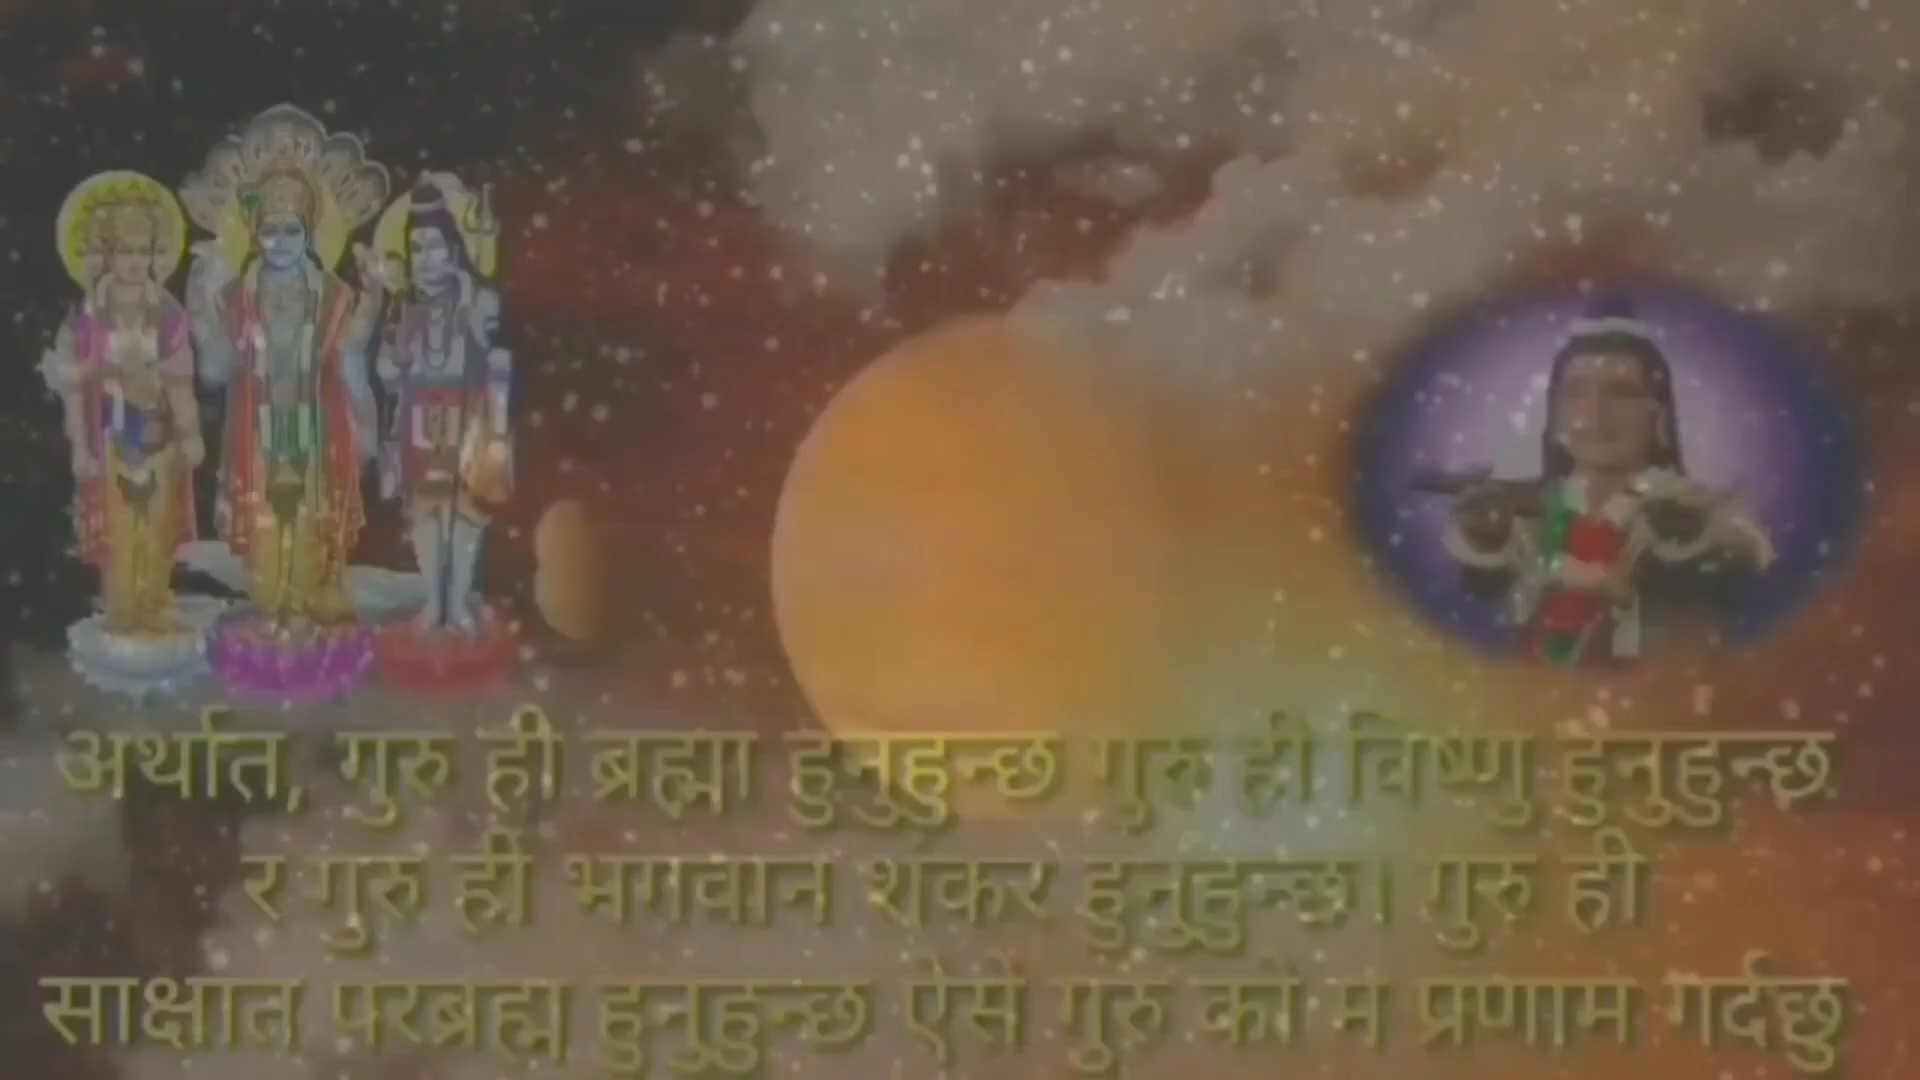 अर्थात, गुरु ही ब्रह्मा हुनुहुन्छ गुरु ही विष्णु हुनुहुन्छ
र गुरु ही भगवान शंकर हुनुहुन्छ। गुरु ही
साक्षात परब्रह्म हुनुहुन्छ ऐसे गुरु को म प्रणाम गर्दछु